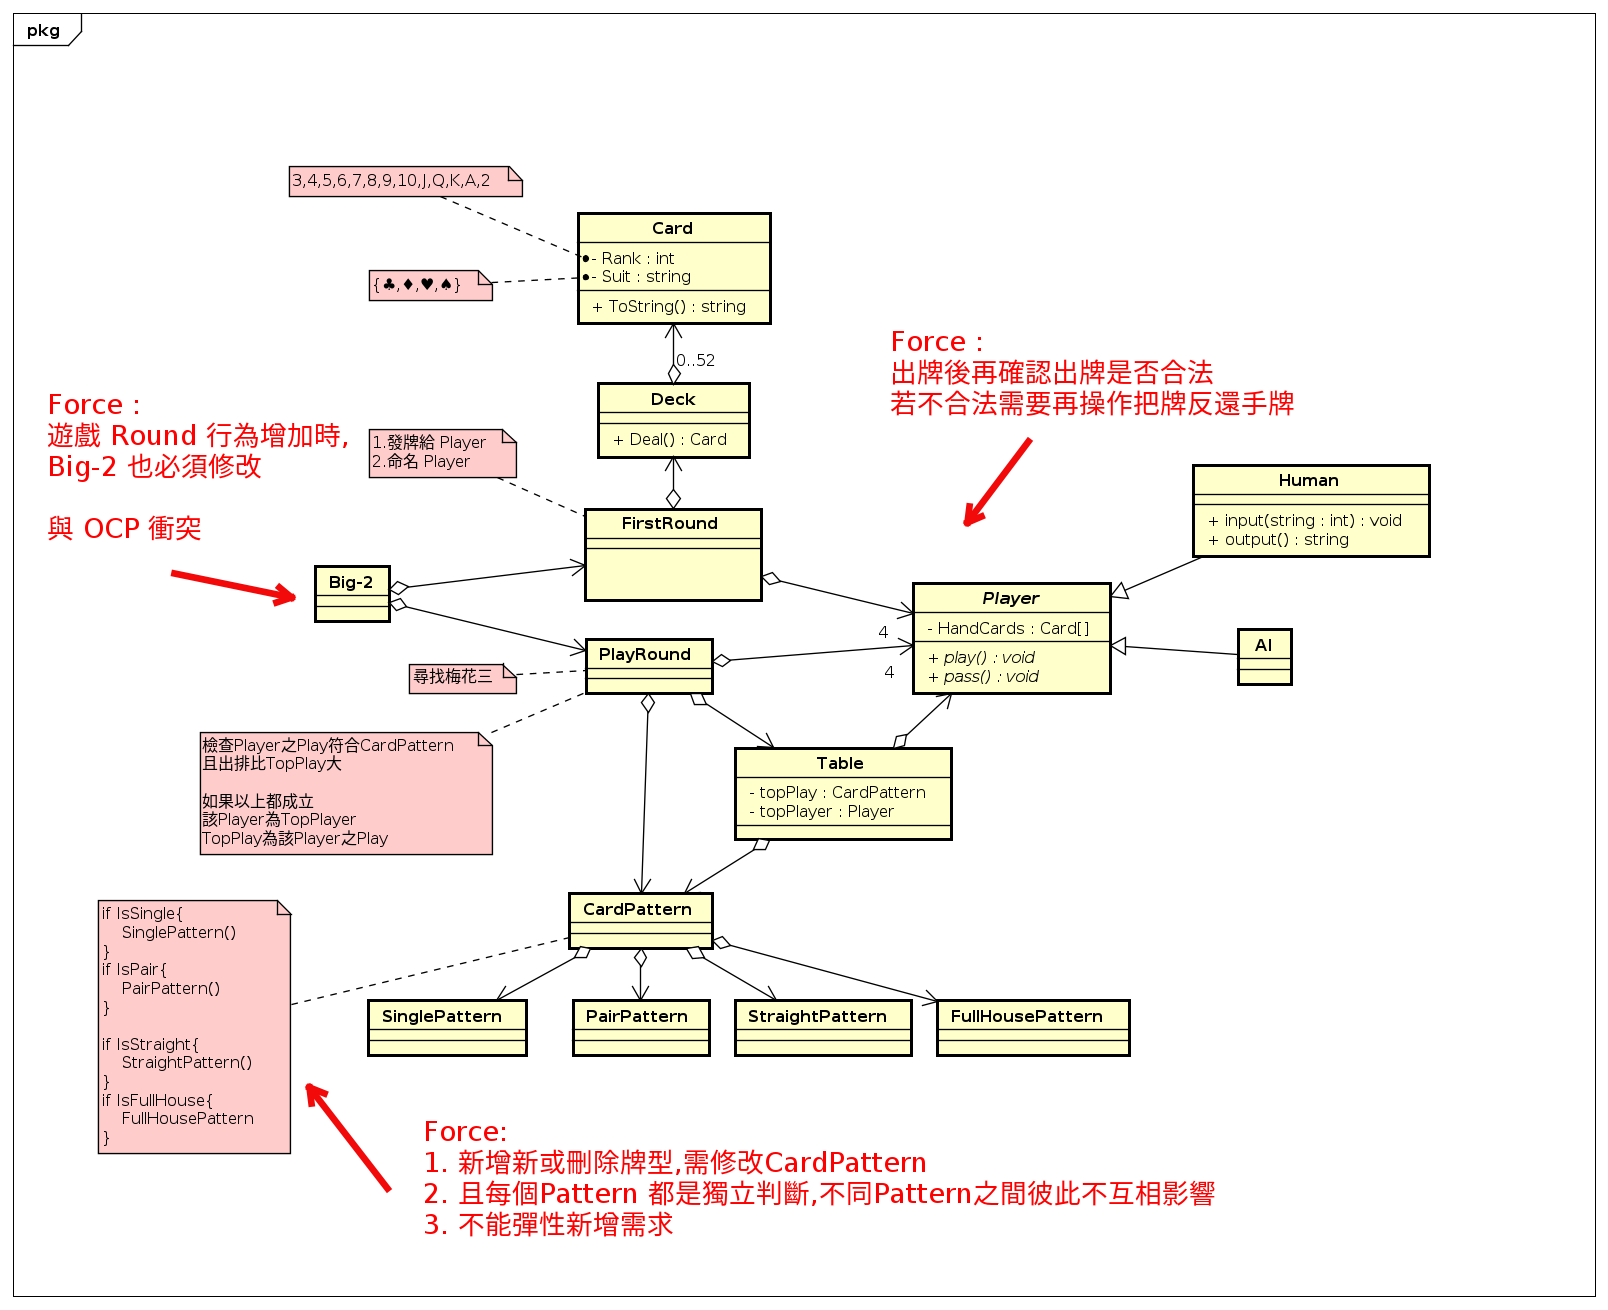 pkg
3,4,5,6,7,8,9,10,J,Q,K,A,2
Card
- Rank : int
- Suit : string
+ ToString() : string
{♣,♦,♥,♠}
0..52
Deck
+ Deal() : Card
Force :
出牌後再確認出牌是否合法
若不合法需要再操作把牌反還手牌
Force :
遊戲 Round 行為增加時,
Big-2 也必須修改
與 OCP 衝突
1.發牌給 Player
2.命名 Player
FirstRound
Human
+ input(string : int) : void
+ output() : string
Big-2
Player
- HandCards : Card[]
+ play() : void
+ pass() : void
4
4
AI
PlayRound
尋找梅花三
檢查Player之Play符合CardPattern
且出排比TopPlay大
如果以上都成立
該Player為TopPlayer
TopPlay為該Player之Play
Table
- topPlay : CardPattern
- topPlayer : Player
CardPattern
if IsSingle{
SinglePattern()
}
if IsPair{
PairPattern()
}
if IsStraight{
StraightPattern()
}
if IsFullHouse{
FullHousePattern
}
SinglePattern
PairPattern
StraightPattern
FullHousePattern
Force:
1. 新增新或刪除牌型,需修改CardPattern
2. 且每個Pattern 都是獨立判斷,不同Pattern之間彼此不互相影響
3. 不能彈性新增需求